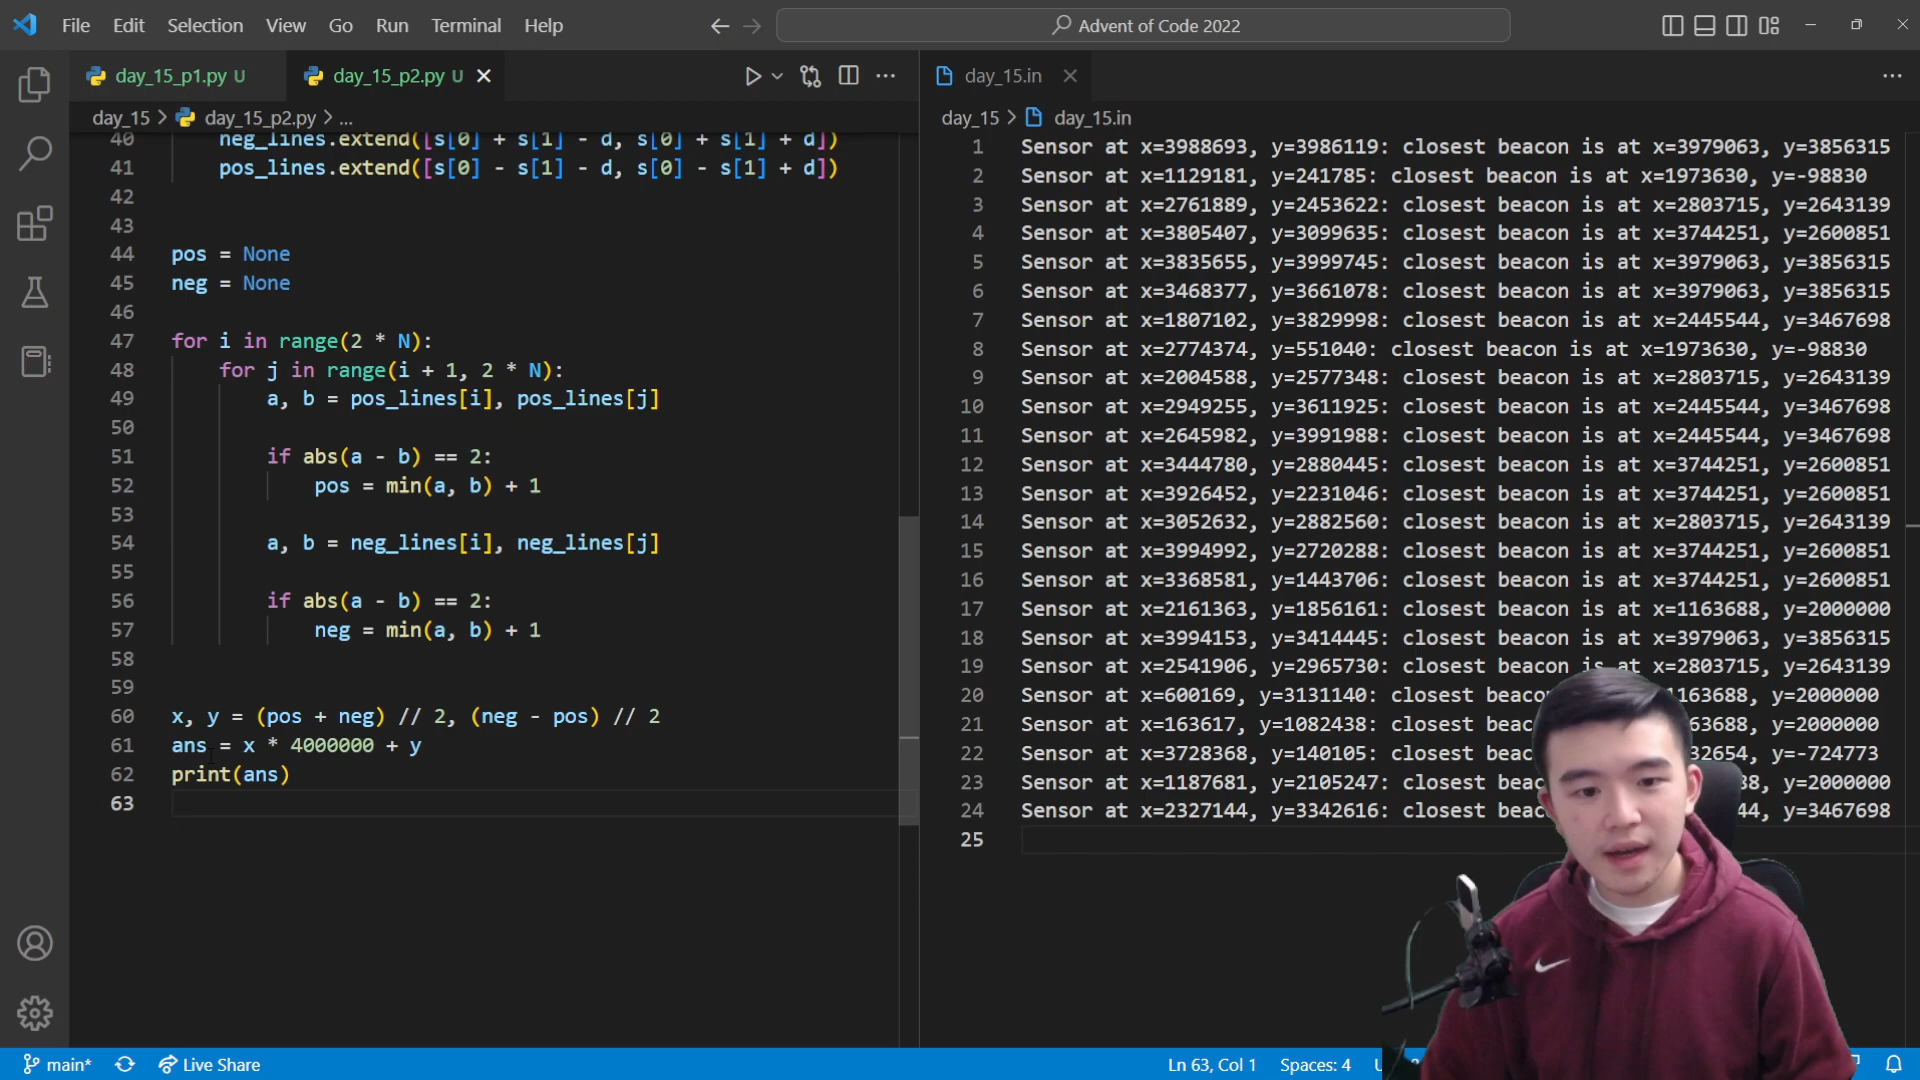 File Edit Selection View Go Run Terminal Help
Advent of Code 2022
day_15_p1.py U
day_15_p2.py U
day_15 > day_15_p2.py > ...
40 neg_lines.extend([s[0] + s[1] - d, s[0] + s[1] + d])
41 pos_lines.extend([s[0] - s[1] - d, s[0] - s[1] + d])
42
43
44 pos = None
45 neg = None
46
47 for i in range(2 * N):
48 for j in range(i + 1, 2 * N):
49 a, b = pos_lines[i], pos_lines[j]
50
51 if abs(a - b) == 2:
52 pos = min(a, b) + 1
53
54 a, b = neg_lines[i], neg_lines[j]
55
56 if abs(a - b) == 2:
57 neg = min(a, b) + 1
58
59
60 x, y = (pos + neg) // 2, (neg - pos) // 2
61 ans = x * 4000000 + y
62 print(ans)
63
day_15.in
day_15 > day_15.in
1 Sensor at x=3988693, y=3986119: closest beacon is at x=3979063, y=3856315
2 Sensor at x=1129181, y=241785: closest beacon is at x=1973630, y=-98830
3 Sensor at x=2761889, y=2453622: closest beacon is at x=2803715, y=2643139
4 Sensor at x=3805407, y=3099635: closest beacon is at x=3744251, y=2600851
5 Sensor at x=3835655, y=3999745: closest beacon is at x=3979063, y=3856315
6 Sensor at x=3468377, y=3661078: closest beacon is at x=3979063, y=3856315
7 Sensor at x=1807102, y=3829998: closest beacon is at x=2445544, y=3467698
8 Sensor at x=2774374, y=551040: closest beacon is at x=1973630, y=-98830
9 Sensor at x=2004588, y=2577348: closest beacon is at x=2803715, y=2643139
10 Sensor at x=2949255, y=3611925: closest beacon is at x=2445544, y=3467698
11 Sensor at x=2645982, y=3991988: closest beacon is at x=2445544, y=3467698
12 Sensor at x=3444780, y=2880445: closest beacon is at x=3744251, y=2600851
13 Sensor at x=3926452, y=2231046: closest beacon is at x=3744251, y=2600851
14 Sensor at x=3052632, y=2882560: closest beacon is at x=2803715, y=2643139
15 Sensor at x=3994992, y=2720288: closest beacon is at x=3744251, y=2600851
16 Sensor at x=3368581, y=1443706: closest beacon is at x=3744251, y=2600851
17 Sensor at x=2161363, y=1856161: closest beacon is at x=1163688, y=2000000
18 Sensor at x=3994153, y=3414445: closest beacon is at x=3979063, y=3856315
19 Sensor at x=2541906, y=2965730: closest beacon is at x=2803715, y=2643139
20 Sensor at x=600169, y=3131140: closest beaco 1163688, y=2000000
21 Sensor at x=163617, y=1082438: closest beac 63688, y=2000000
22 Sensor at x=3728368, y=140105: closest beac 32654, y=-724773
23 Sensor at x=1187681, y=2105247: closest bea 88, y=2000000
24 Sensor at x=2327144, y=3342616: closest beac 44, y=3467698
25
main* Live Share Ln 63, Col 1 Spaces: 4